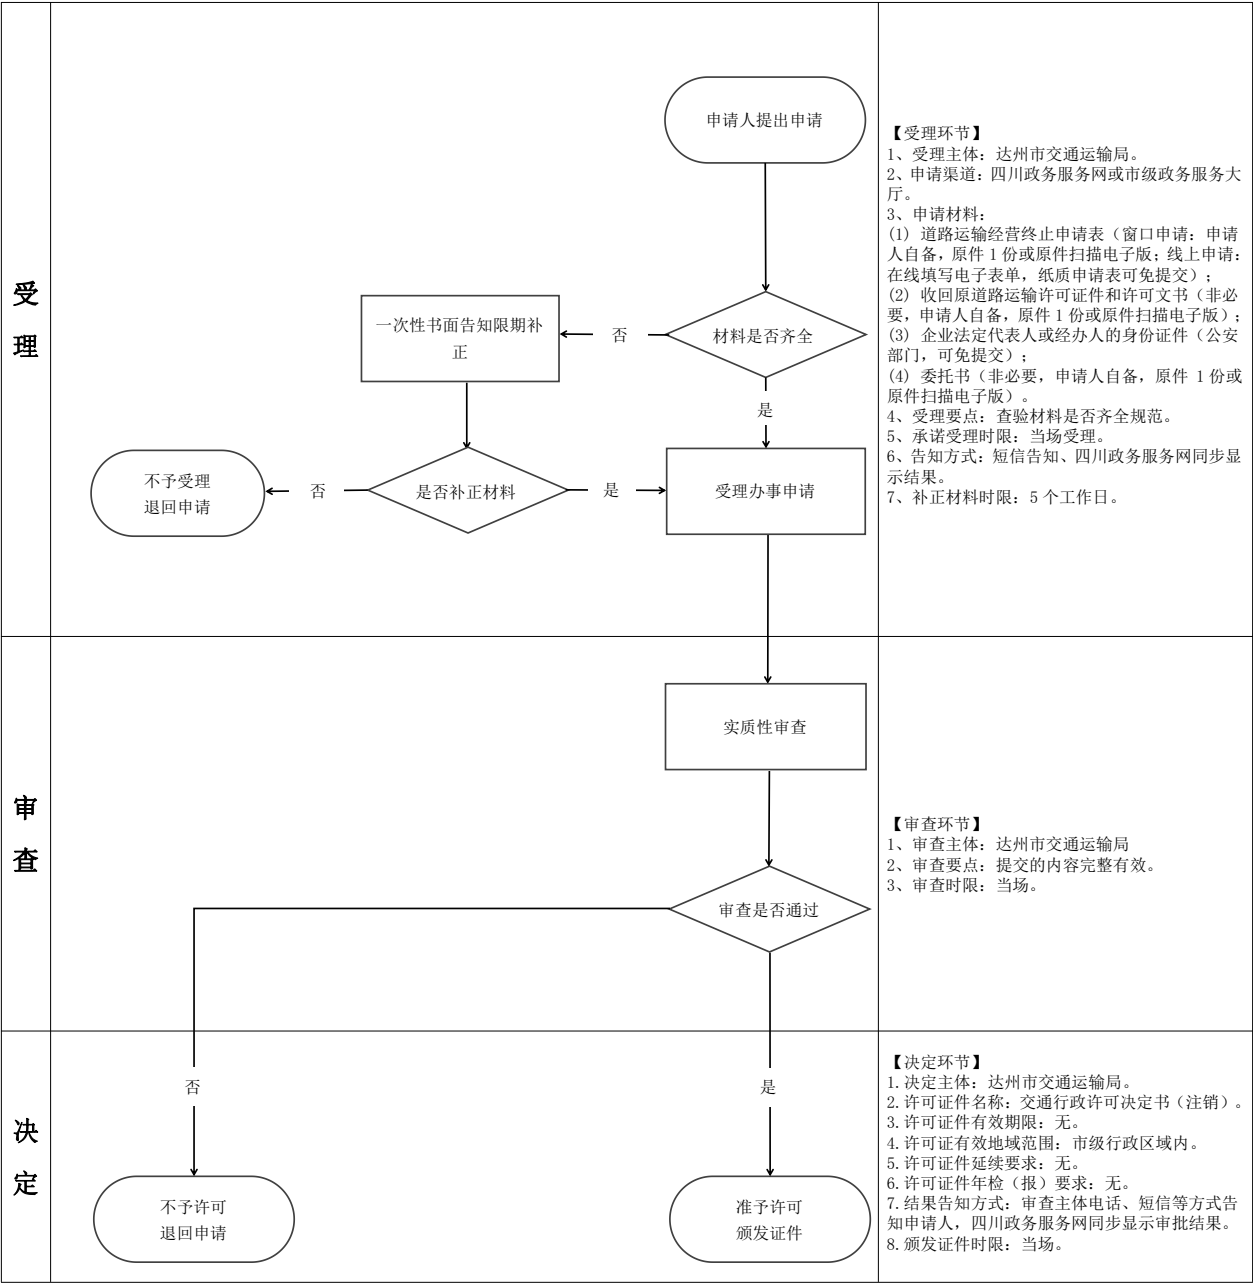 受
理
申请人提出申请
材料是否齐全
否
一次性书面告知限期补
正
是
不予受理
退回申请
否
是否补正材料
是
受理办事申请
【受理环节】
1、受理主体：达州市交通运输局。
2、申请渠道：四川政务服务网或市级政务服务大
厅。
3、申请材料：
(1) 道路运输经营终止申请表（窗口申请：申请
人自备，原件 1 份或原件扫描电子版；线上申请：
在线填写电子表单，纸质申请表可免提交）；
(2) 收回原道路运输许可证件和许可文书（非必
要，申请人自备，原件 1 份或原件扫描电子版）；
(3) 企业法定代表人或经办人的身份证件（公安
部门，可免提交）；
(4) 委托书（非必要，申请人自备，原件 1 份或
原件扫描电子版）。
4、受理要点：查验材料是否齐全规范。
5、承诺受理时限：当场受理。
6、告知方式：短信告知、四川政务服务网同步显
示结果。
7、补正材料时限：5 个工作日。
审
查
实质性审查
审查是否通过
【审查环节】
1、审查主体：达州市交通运输局
2、审查要点：提交的内容完整有效。
3、审查时限：当场。
决
定
否
是
不予许可
退回申请
准予许可
颁发证件
【决定环节】
1.决定主体：达州市交通运输局。
2.许可证件名称：交通行政许可决定书（注销）。
3.许可证件有效期限：无。
4.许可证有效地域范围：市级行政区域内。
5.许可证件延续要求：无。
6.许可证件年检（报）要求：无。
7.结果告知方式：审查主体电话、短信等方式告
知申请人，四川政务服务网同步显示审批结果。
8.颁发证件时限：当场。